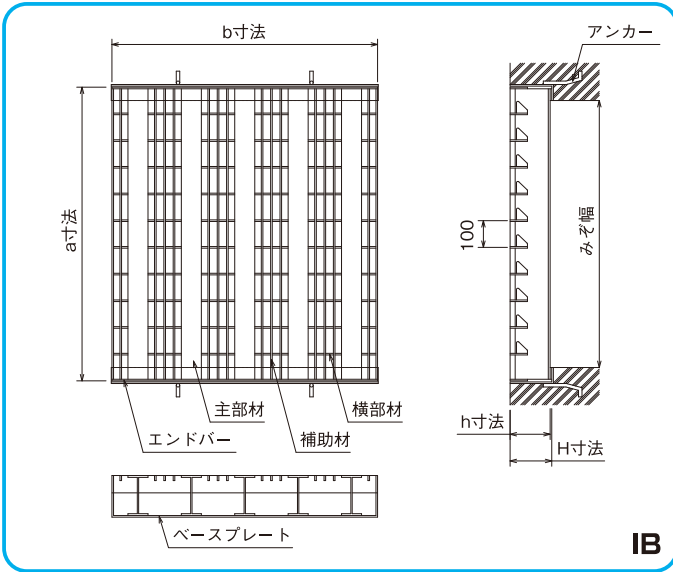 b寸法
アンカー
a寸法
100
みぞ幅
主部材
横部材
エンドバー
補助材
h寸法
H寸法
ベースプレート
IB